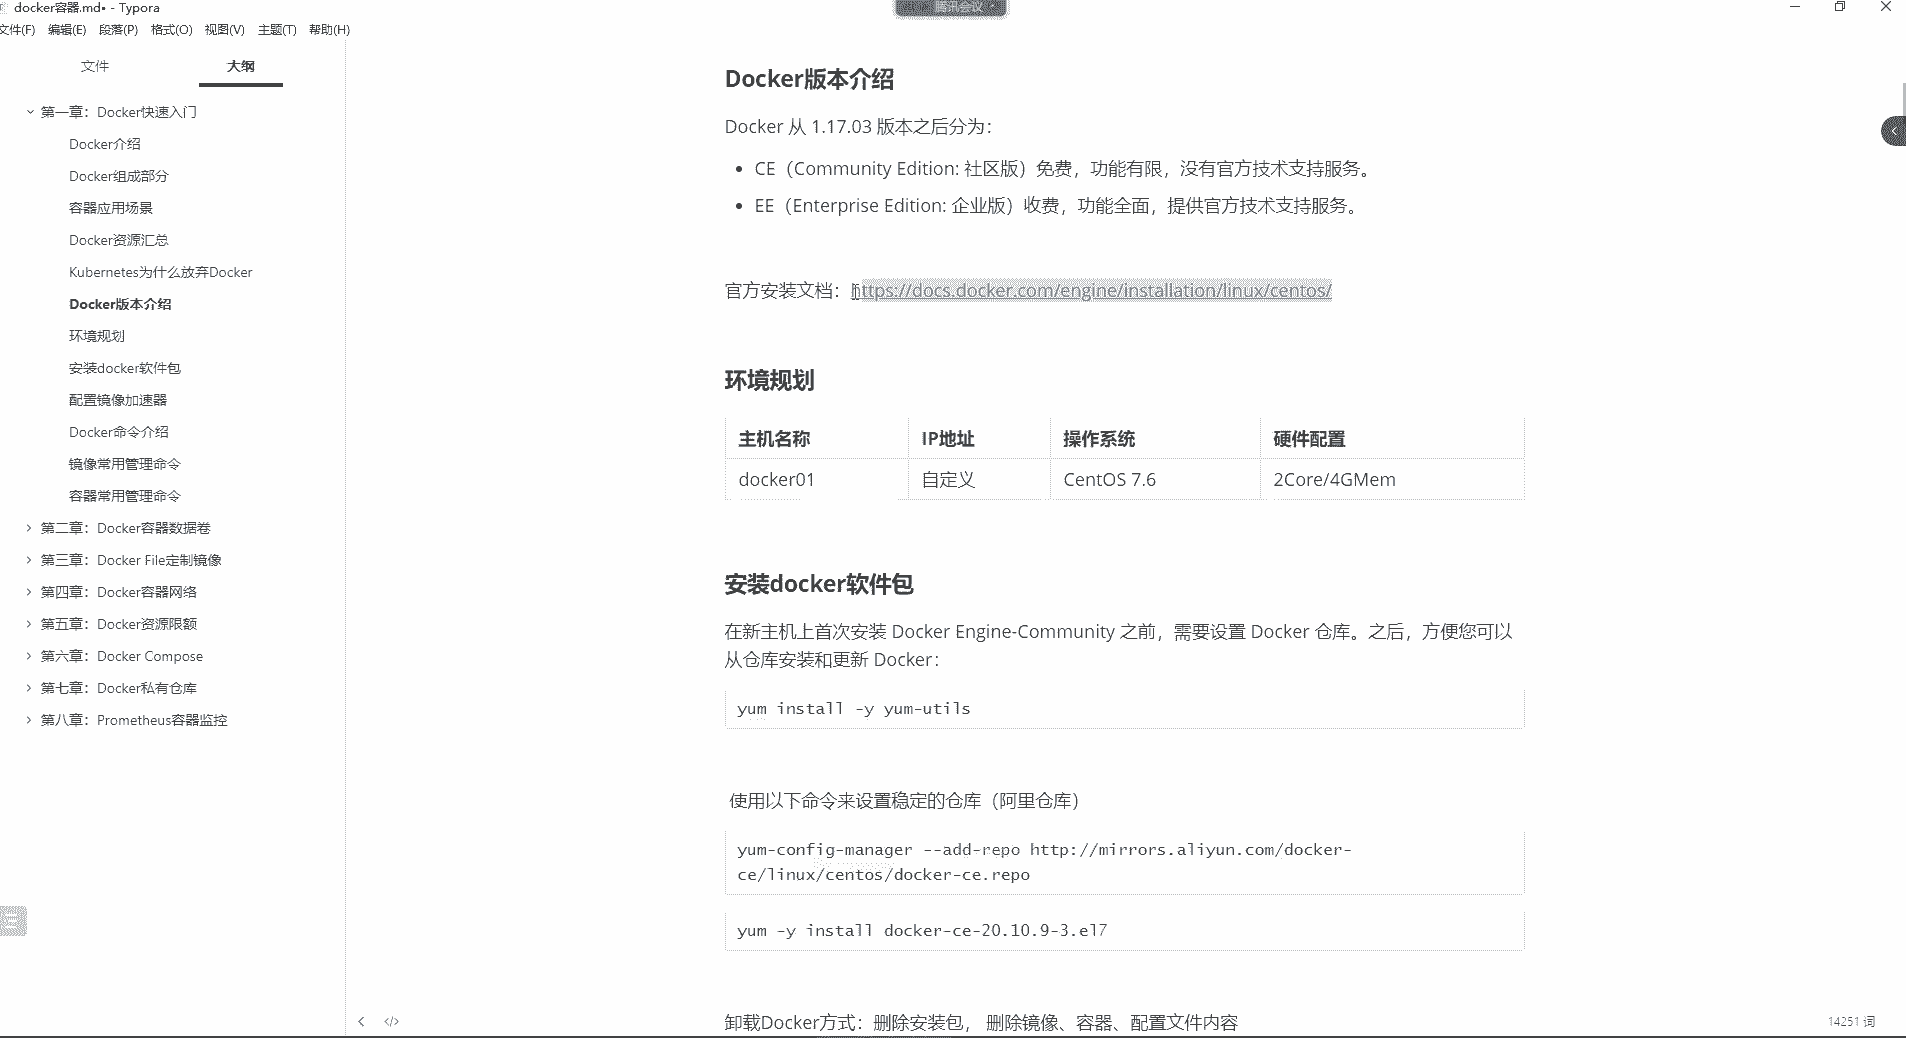 docker容器.md• - Typora
腾讯会议
文件(F) 编辑(E) 段落(P) 格式(O) 视图(V) 主题(T) 帮助(H)
文件 大纲
第一章：Docker快速入门
Docker介绍
Docker组成部分
容器应用场景
Docker资源汇总
Kubernetes为什么放弃Docker
Docker版本介绍
环境规划
安装docker软件包
配置镜像加速器
Docker命令介绍
镜像常用管理命令
容器常用管理命令
第二章：Docker容器数据卷
第三章：Docker File定制镜像
第四章：Docker容器网络
第五章：Docker资源限额
第六章：Docker Compose
第七章：Docker私有仓库
第八章：Prometheus容器监控
Docker版本介绍
Docker 从 1.17.03 版本之后分为：
• CE（Community Edition: 社区版）免费，功能有限，没有官方技术支持服务。
• EE（Enterprise Edition: 企业版）收费，功能全面，提供官方技术支持服务。
官方安装文档：https://docs.docker.com/engine/installation/linux/centos/
环境规划
主机名称 IP地址 操作系统 硬件配置
docker01 自定义 CentOS 7.6 2Core/4GMem
安装docker软件包
在新主机上首次安装 Docker Engine-Community 之前，需要设置 Docker 仓库。之后，方便您可以
从仓库安装和更新 Docker：
yum install -y yum-utils
使用以下命令来设置稳定的仓库（阿里仓库）
yum-config-manager --add-repo http://mirrors.aliyun.com/docker-
ce/linux/centos/docker-ce.repo
yum -y install docker-ce-20.10.9-3.el7
卸载Docker方式：删除安装包， 删除镜像、容器、配置文件内容
</> 14251 词